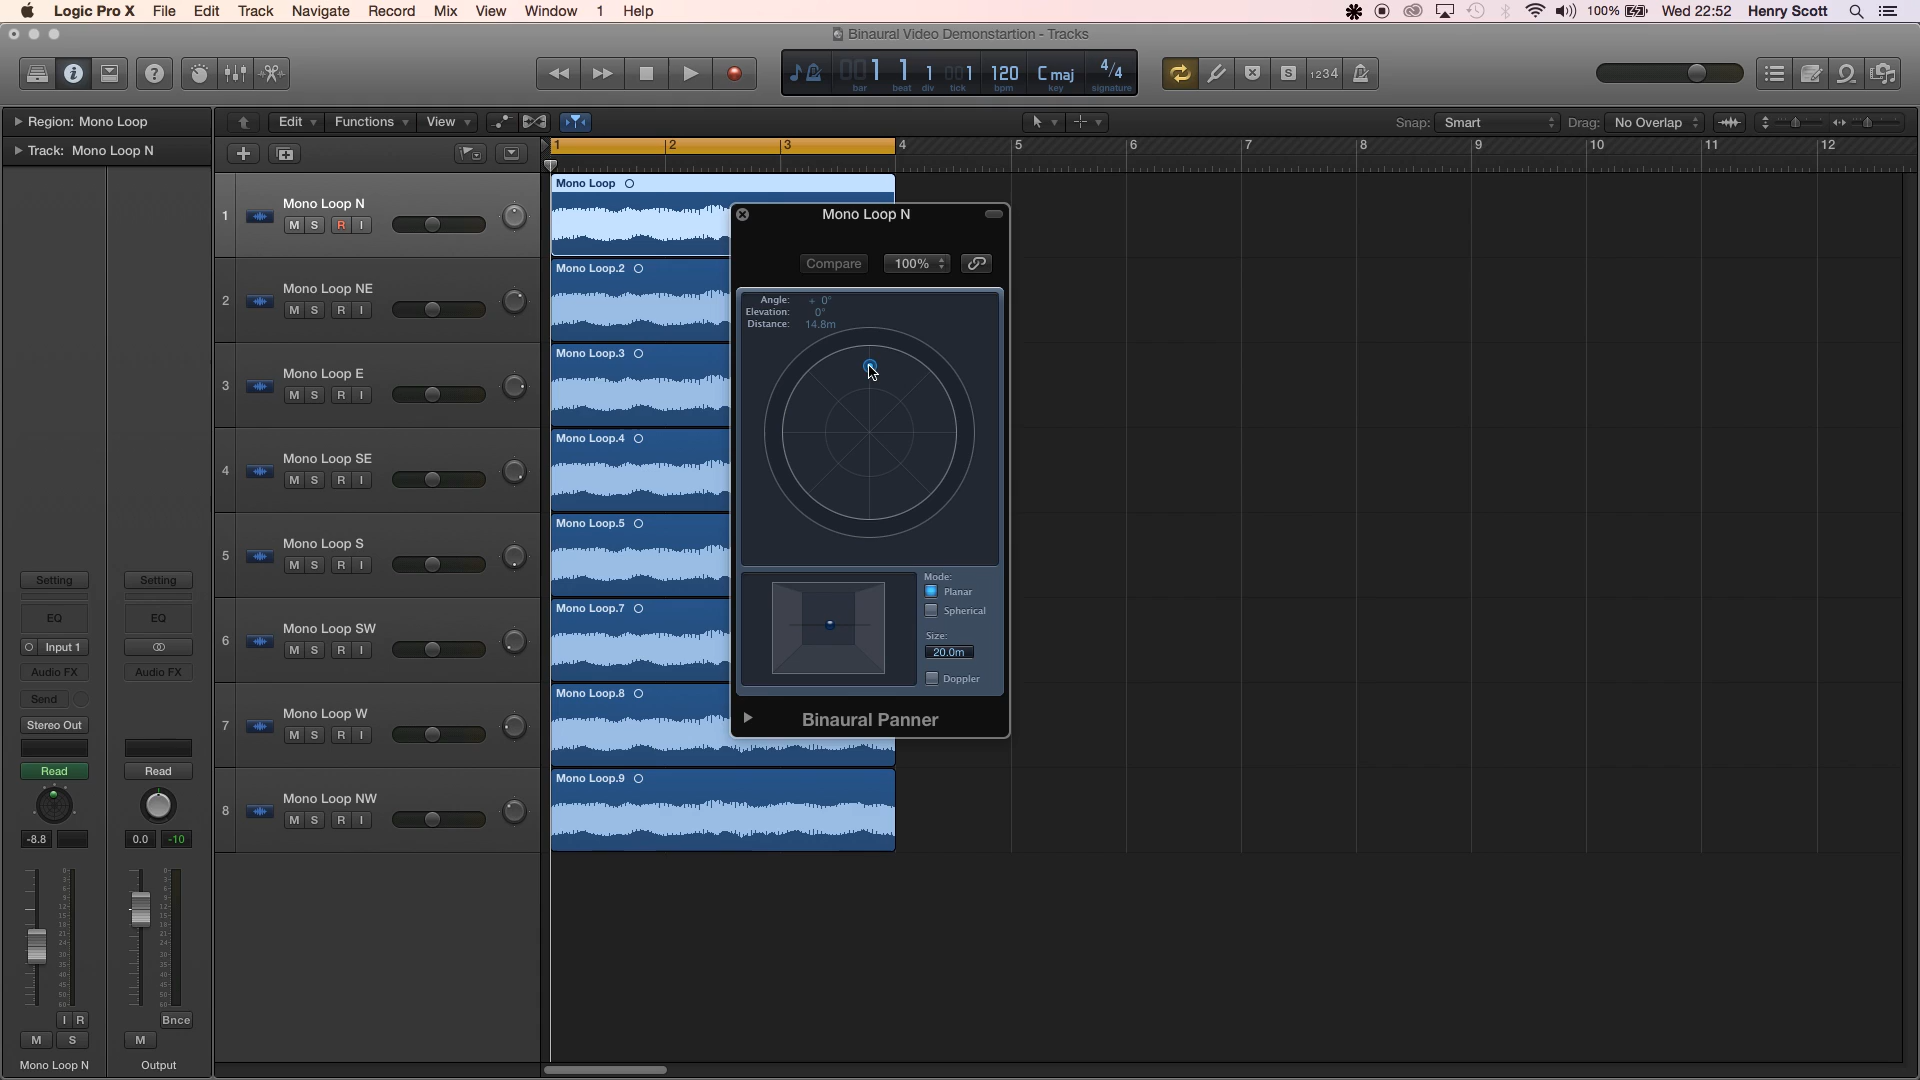 Logic Pro X File Edit Track Navigate Record Mix View Window 1 Help 100% Wed 22:52 Henry Scott
Binaural Video Demonstartion - Tracks
1 1 1 1 120 C maj 4/4
bar beat div tick bpm key signature
S 1234
Region: Mono Loop
Track: Mono Loop N
Edit Functions View Snap: Smart Drag: No Overlap
1 2 3 4 5 6 7 8 9 10 11 12
1 Mono Loop N
M S R I
Mono Loop
2 Mono Loop NE
M S R I
Mono Loop.2
3 Mono Loop E
M S R I
Mono Loop.3
4 Mono Loop SE
M S R I
Mono Loop.4
5 Mono Loop S
M S R I
Mono Loop.5
6 Mono Loop SW
M S R I
Mono Loop.7
7 Mono Loop W
M S R I
Mono Loop.8
8 Mono Loop NW
M S R I
Mono Loop.9
Mono Loop N
Compare 100%
Angle: + 0°
Elevation: 0°
Distance: 14.8m
Mode:
Planar
Spherical
Size:
20.0m
Doppler
Binaural Panner
Setting Setting
EQ EQ
Input 1
Audio FX Audio FX
Send
Stereo Out
Read Read
-8.8 0.0 -10
I R Bnce
M S M
Mono Loop N Output